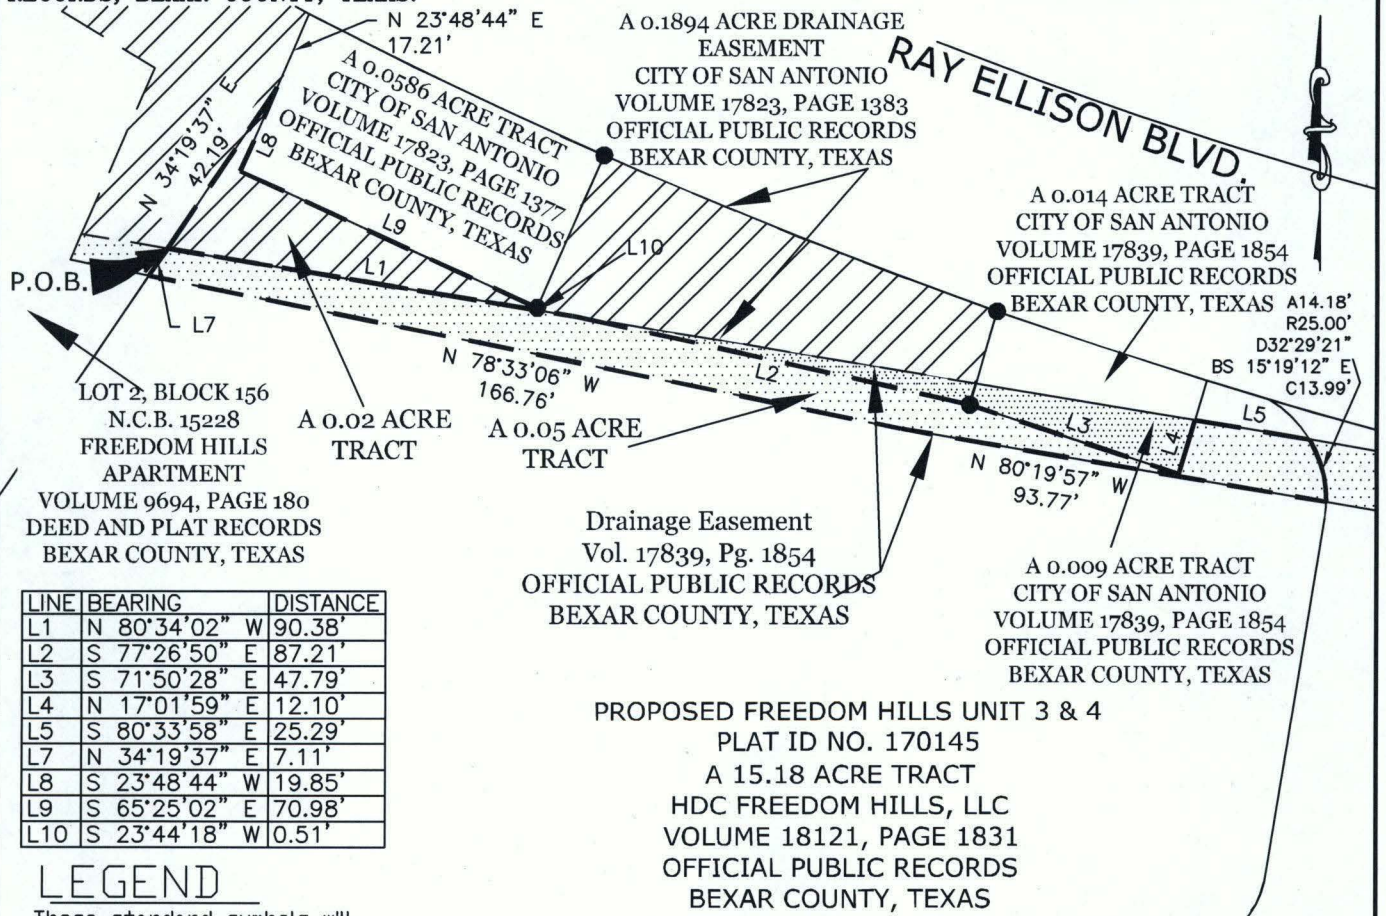 RECORDS, BEXAR COUNTY, TEXAS.
N 23°48'44" E
17.21'
A 0.1894 ACRE DRAINAGE
EASEMENT
CITY OF SAN ANTONIO
VOLUME 17823, PAGE 1383
OFFICIAL PUBLIC RECORDS
BEXAR COUNTY, TEXAS
RAY ELLISON BLVD.
A 0.0586 ACRE TRACT
CITY OF SAN ANTONIO
VOLUME 17823, PAGE 1377
OFFICIAL PUBLIC RECORDS
BEXAR COUNTY, TEXAS
N 34°19'37" E
42.19'
L8
L9
L1
L10
A 0.014 ACRE TRACT
CITY OF SAN ANTONIO
VOLUME 17839, PAGE 1854
OFFICIAL PUBLIC RECORDS
BEXAR COUNTY, TEXAS
A14.18'
R25.00'
D32°29'21"
BS 15°19'12" E
C13.99'
P.O.B.
L7
N 78°33'06" W
166.76'
L2
L3
L4
L5
N 80°19'57" W
93.77'
LOT 2, BLOCK 156
N.C.B. 15228
FREEDOM HILLS
APARTMENT
VOLUME 9694, PAGE 180
DEED AND PLAT RECORDS
BEXAR COUNTY, TEXAS
A 0.02 ACRE
TRACT
A 0.05 ACRE
TRACT
Drainage Easement
Vol. 17839, Pg. 1854
OFFICIAL PUBLIC RECORDS
BEXAR COUNTY, TEXAS
A 0.009 ACRE TRACT
CITY OF SAN ANTONIO
VOLUME 17839, PAGE 1854
OFFICIAL PUBLIC RECORDS
BEXAR COUNTY, TEXAS
LINE BEARING DISTANCE
L1 N 80°34'02" W 90.38'
L2 S 77°26'50" E 87.21'
L3 S 71°50'28" E 47.79'
L4 N 17°01'59" E 12.10'
L5 S 80°33'58" E 25.29'
L7 N 34°19'37" E 7.11'
L8 S 23°48'44" W 19.85'
L9 S 65°25'02" E 70.98'
L10 S 23°44'18" W 0.51'
PROPOSED FREEDOM HILLS UNIT 3 & 4
PLAT ID NO. 170145
A 15.18 ACRE TRACT
HDC FREEDOM HILLS, LLC
VOLUME 18121, PAGE 1831
OFFICIAL PUBLIC RECORDS
BEXAR COUNTY, TEXAS
LEGEND
These standard symbols will